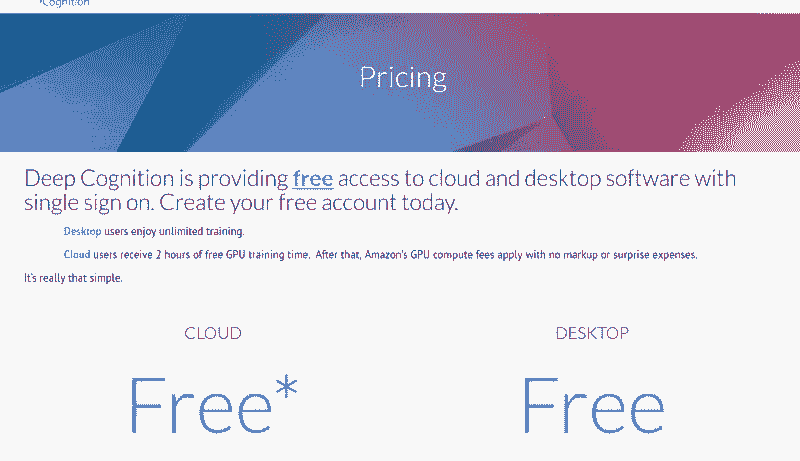 *Cognition
Pricing
Deep Cognition is providing free access to cloud and desktop software with
single sign on. Create your free account today.
Desktop users enjoy unlimited training.
Cloud users receive 2 hours of free GPU training time. After that, Amazon's GPU compute fees apply with no markup or surprise expenses.
It's really that simple.
CLOUD
DESKTOP
Free*
Free